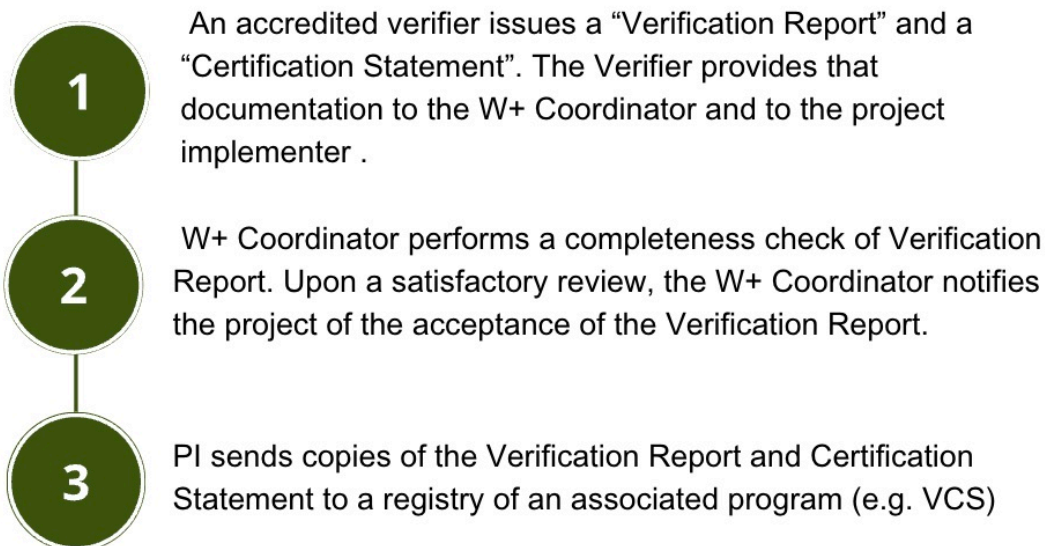 1
An accredited verifier issues a “Verification Report” and a
“Certification Statement”. The Verifier provides that
documentation to the W+ Coordinator and to the project
implementer .
2
W+ Coordinator performs a completeness check of Verification
Report. Upon a satisfactory review, the W+ Coordinator notifies
the project of the acceptance of the Verification Report.
3
PI sends copies of the Verification Report and Certification
Statement to a registry of an associated program (e.g. VCS)